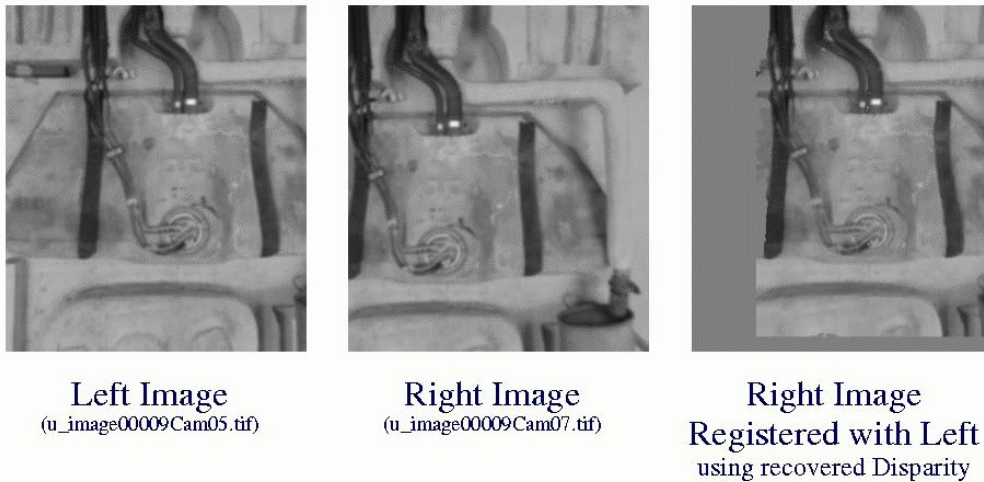 Left Image
(u_image00009Cam05.tif)
Right Image
(u_image00009Cam07.tif)
Right Image
Registered with Left
using recovered Disparity